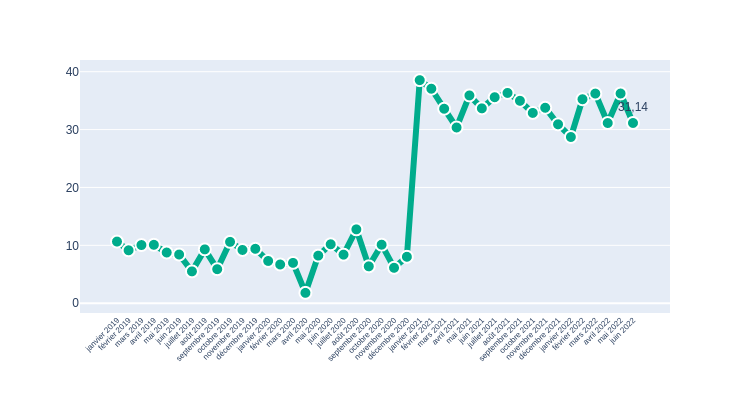 40
31,14
30
20
10
0
janvier 2019
février 2019
mars 2019
avril 2019
mai 2019
juin 2019
juillet 2019
août 2019
septembre 2019
octobre 2019
novembre 2019
décembre 2019
janvier 2020
février 2020
mars 2020
avril 2020
mai 2020
juin 2020
juillet 2020
août 2020
septembre 2020
octobre 2020
novembre 2020
décembre 2020
janvier 2021
février 2021
mars 2021
avril 2021
mai 2021
juin 2021
juillet 2021
août 2021
septembre 2021
octobre 2021
novembre 2021
décembre 2021
janvier 2022
février 2022
mars 2022
avril 2022
mai 2022
juin 2022